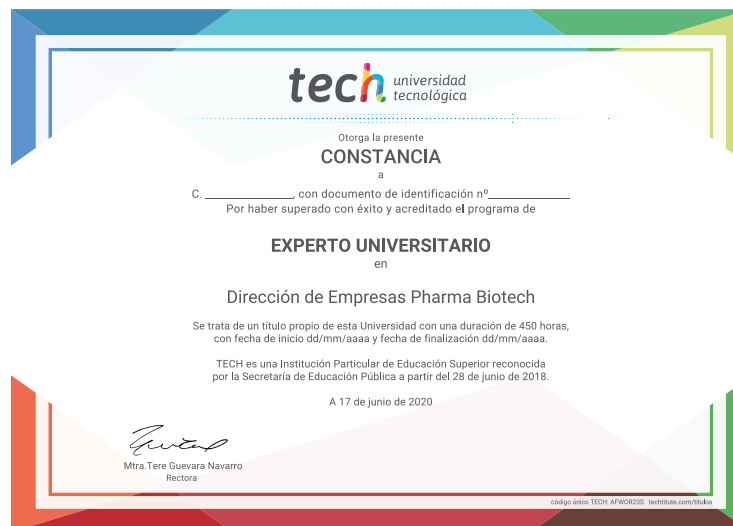 tech universidad
tecnológica
Otorga la presente
CONSTANCIA
a
C. ______________, con documento de identificación nº______________
Por haber superado con éxito y acreditado el programa de
EXPERTO UNIVERSITARIO
en
Dirección de Empresas Pharma Biotech
Se trata de un título propio de esta Universidad con una duración de 450 horas,
con fecha de inicio dd/mm/aaaa y fecha de finalización dd/mm/aaaa.
TECH es una Institución Particular de Educación Superior reconocida
por la Secretaría de Educación Pública a partir del 28 de junio de 2018.
A 17 de junio de 2020
Mtra.Tere Guevara Navarro
Rectora
código único TECH: AFWOR23S techtitute.com/titulos